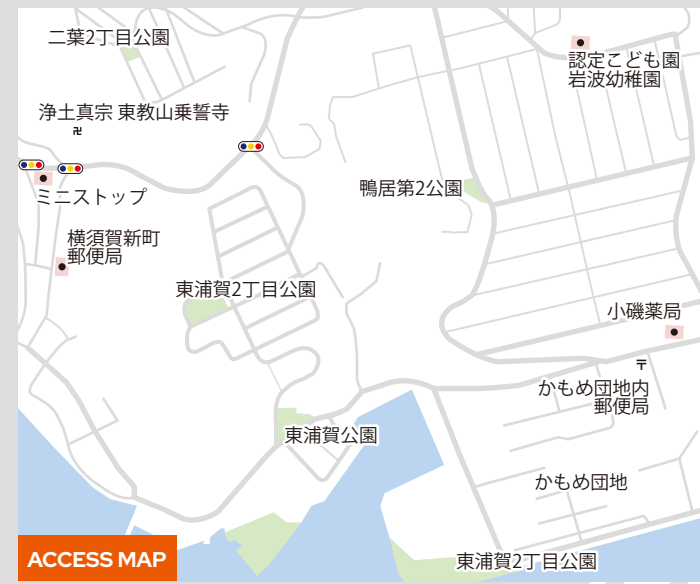 二葉2丁目公園
認定こども園
岩波幼稚園
浄土真宗 東教山乗誓寺
卍
ミニストップ
鴨居第2公園
横須賀新町
郵便局
東浦賀2丁目公園
小磯薬局
〒
かもめ団地内
郵便局
東浦賀公園
かもめ団地
ACCESS MAP
東浦賀2丁目公園